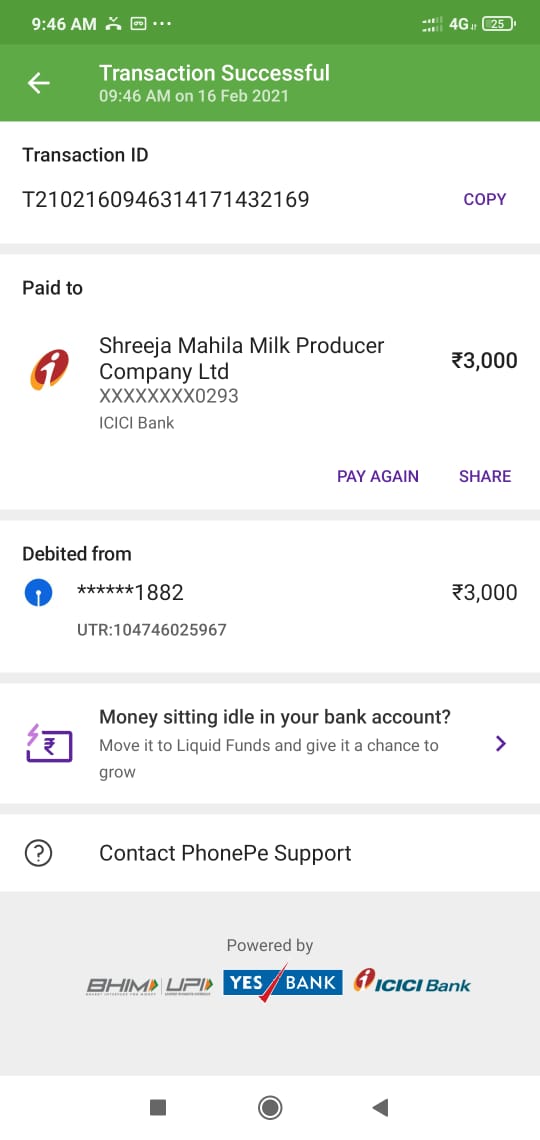 9:46 AM
4G
25
Transaction Successful
09:46 AM on 16 Feb 2021
Transaction ID
T2102160946314171432169
COPY
Paid to
Shreeja Mahila Milk Producer
Company Ltd
₹3,000
XXXXXXXX0293
ICICI Bank
PAY AGAIN
SHARE
Debited from
******1882
₹3,000
UTR:104746025967
Money sitting idle in your bank account?
Move it to Liquid Funds and give it a chance to
grow
Contact PhonePe Support
Powered by
BHIM UPI YES BANK ICICI Bank